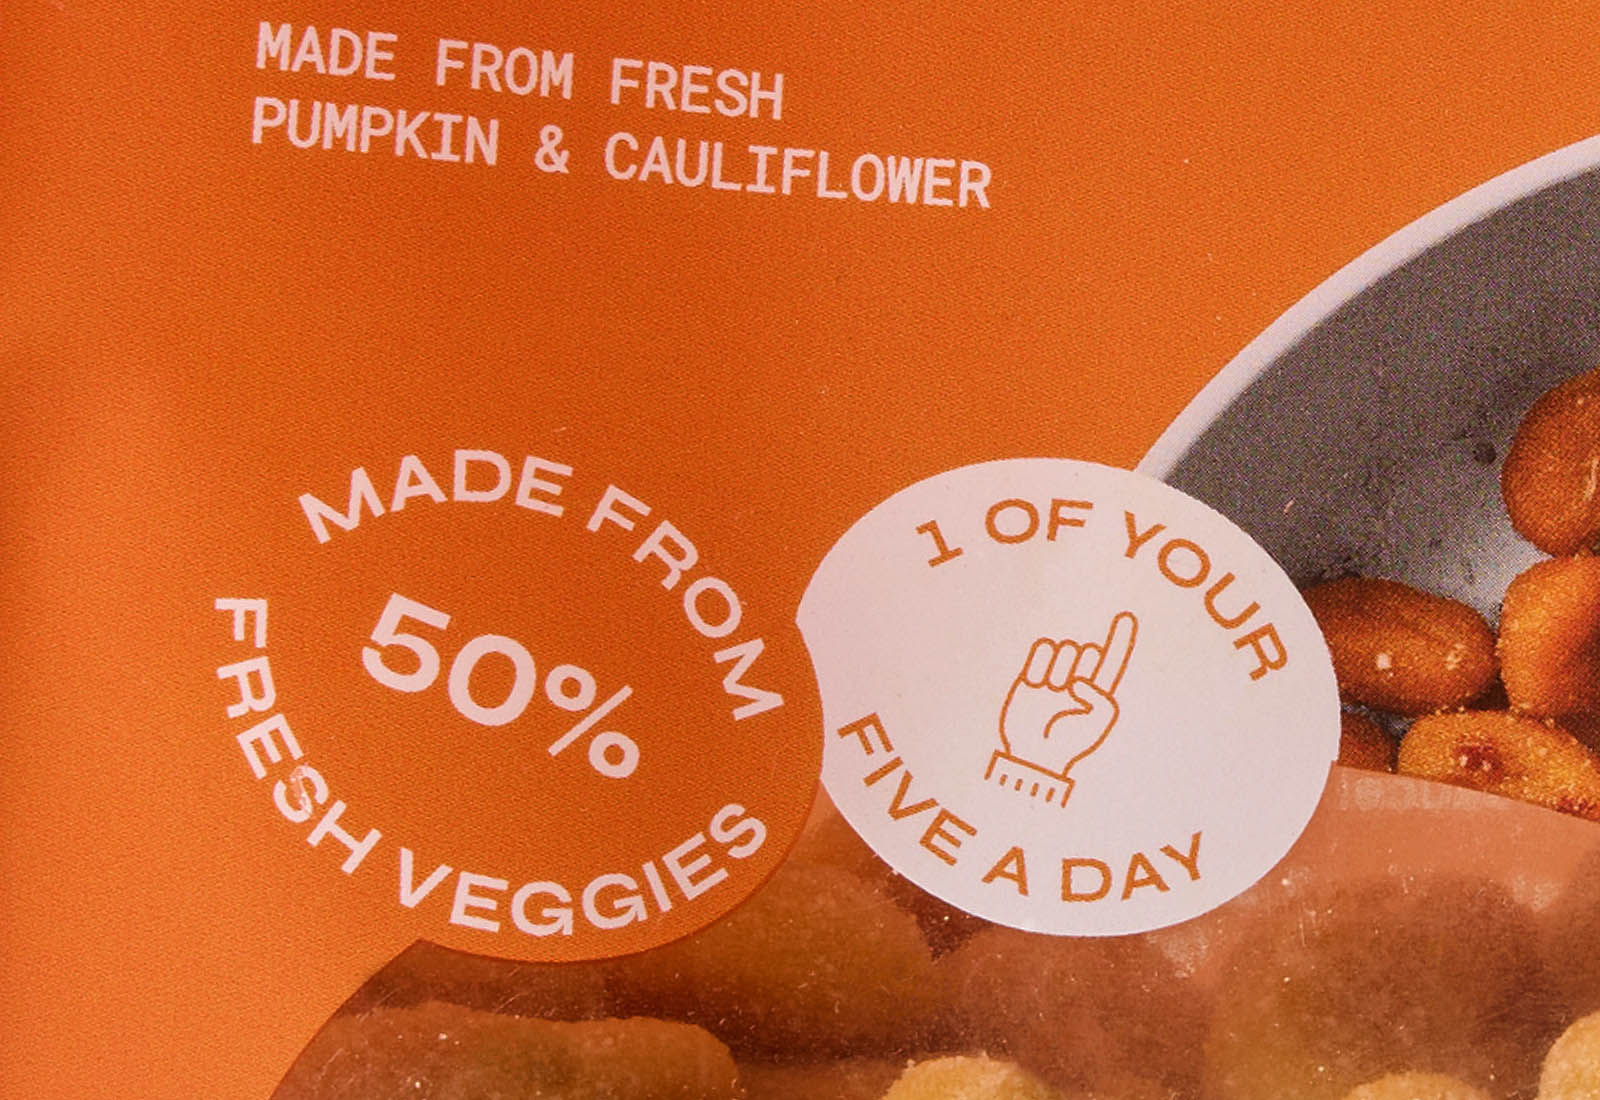 MADE FROM FRESH
PUMPKIN & CAULIFLOWER
MADE FROM
50%
FRESH VEGGIES
1 OF YOUR
FIVE A DAY